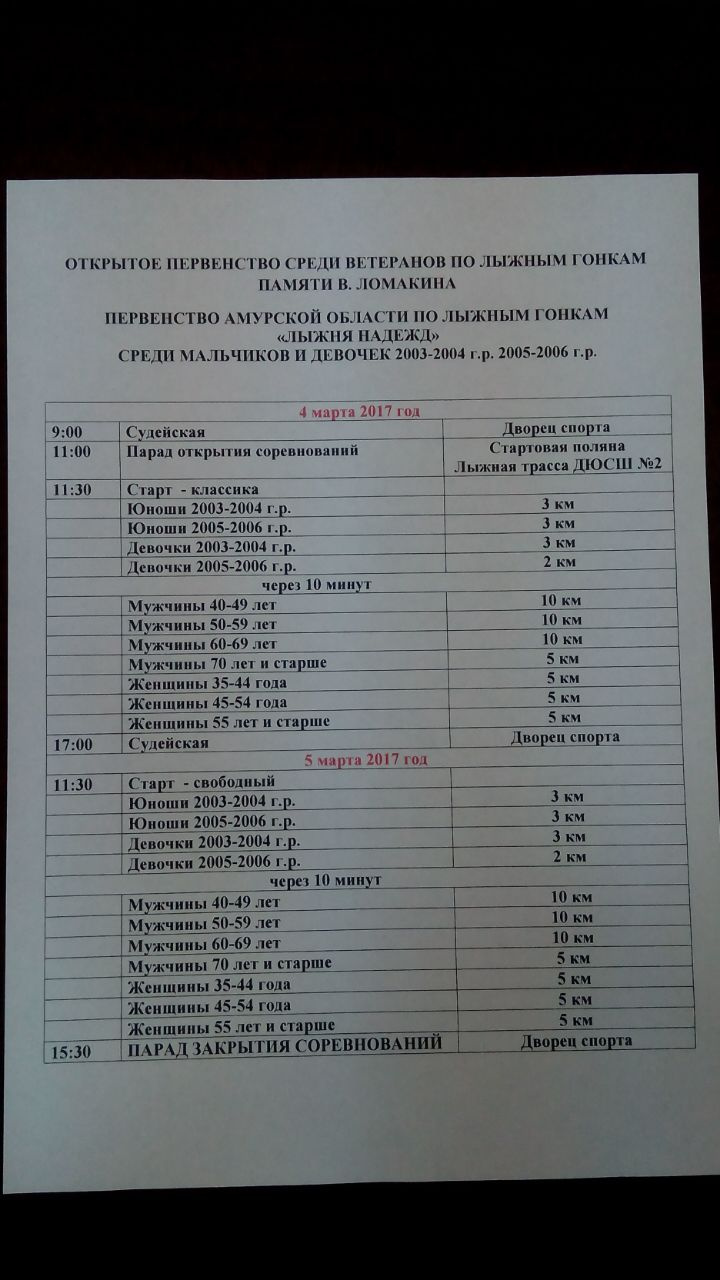 ОТКРЫТОЕ ПЕРВЕНСТВО СРЕДИ ВЕТЕРАНОВ ПО ЛЫЖНЫМ ГОНКАМ
ПАМЯТИ В. ЛОМАКИНА
ПЕРВЕНСТВО АМУРСКОЙ ОБЛАСТИ ПО ЛЫЖНЫМ ГОНКАМ
«ЛЫЖНЯ НАДЕЖД»
СРЕДИ МАЛЬЧИКОВ И ДЕВОЧЕК 2003-2004 г.р. 2005-2006 г.р.
4 марта 2017 год
9:00 Судейская Дворец спорта
11:00 Парад открытия соревнований Стартовая поляна
Лыжная трасса ДЮСШ №2
11:30 Старт - классика
Юноши 2003-2004 г.р. 3 км
Юноши 2005-2006 г.р. 3 км
Девочки 2003-2004 г.р. 3 км
Девочки 2005-2006 г.р. 2 км
через 10 минут
Мужчины 40-49 лет 10 км
Мужчины 50-59 лет 10 км
Мужчины 60-69 лет 10 км
Мужчины 70 лет и старше 5 км
Женщины 35-44 года 5 км
Женщины 45-54 года 5 км
Женщины 55 лет и старше 5 км
17:00 Судейская Дворец спорта
5 марта 2017 год
11:30 Старт - свободный
Юноши 2003-2004 г.р. 3 км
Юноши 2005-2006 г.р. 3 км
Девочки 2003-2004 г.р. 3 км
Девочки 2005-2006 г.р. 2 км
через 10 минут
Мужчины 40-49 лет 10 км
Мужчины 50-59 лет 10 км
Мужчины 60-69 лет 10 км
Мужчины 70 лет и старше 5 км
Женщины 35-44 года 5 км
Женщины 45-54 года 5 км
Женщины 55 лет и старше 5 км
15:30 ПАРАД ЗАКРЫТИЯ СОРЕВНОВАНИЙ Дворец спорта